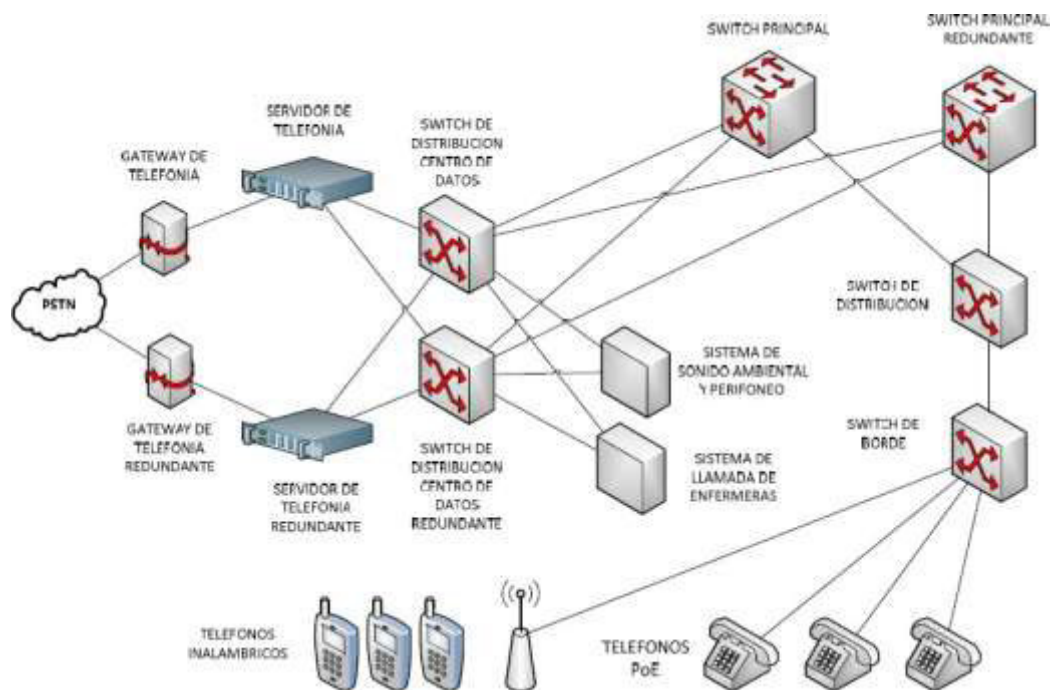 SWITCH PRINCIPAL
SWITCH PRINCIPAL
REDUNDANTE
SERVIDOR DE
TELEFONIA
SWITCH DE
DISTRIBUCION
CENTRO DE
DATOS
GATEWAY DE
TELEFONIA
PSTN
SWITCH DE
DISTRIBUCION
SISTEMA DE
SONIDO AMBIENTAL
Y PERIFONEO
SWITCH DE
BORDE
GATEWAY DE
TELEFONIA
REDUNDANTE
SWITCH DE
DISTRIBUCION
CENTRO DE
DATOS
REDUNDANTE
SISTEMA DE
LLAMADA DE
ENFERMERAS
SERVIDOR DE
TELEFONIA
REDUNDANTE
TELEFONOS
INALAMBRICOS
TELEFONOS
PoE